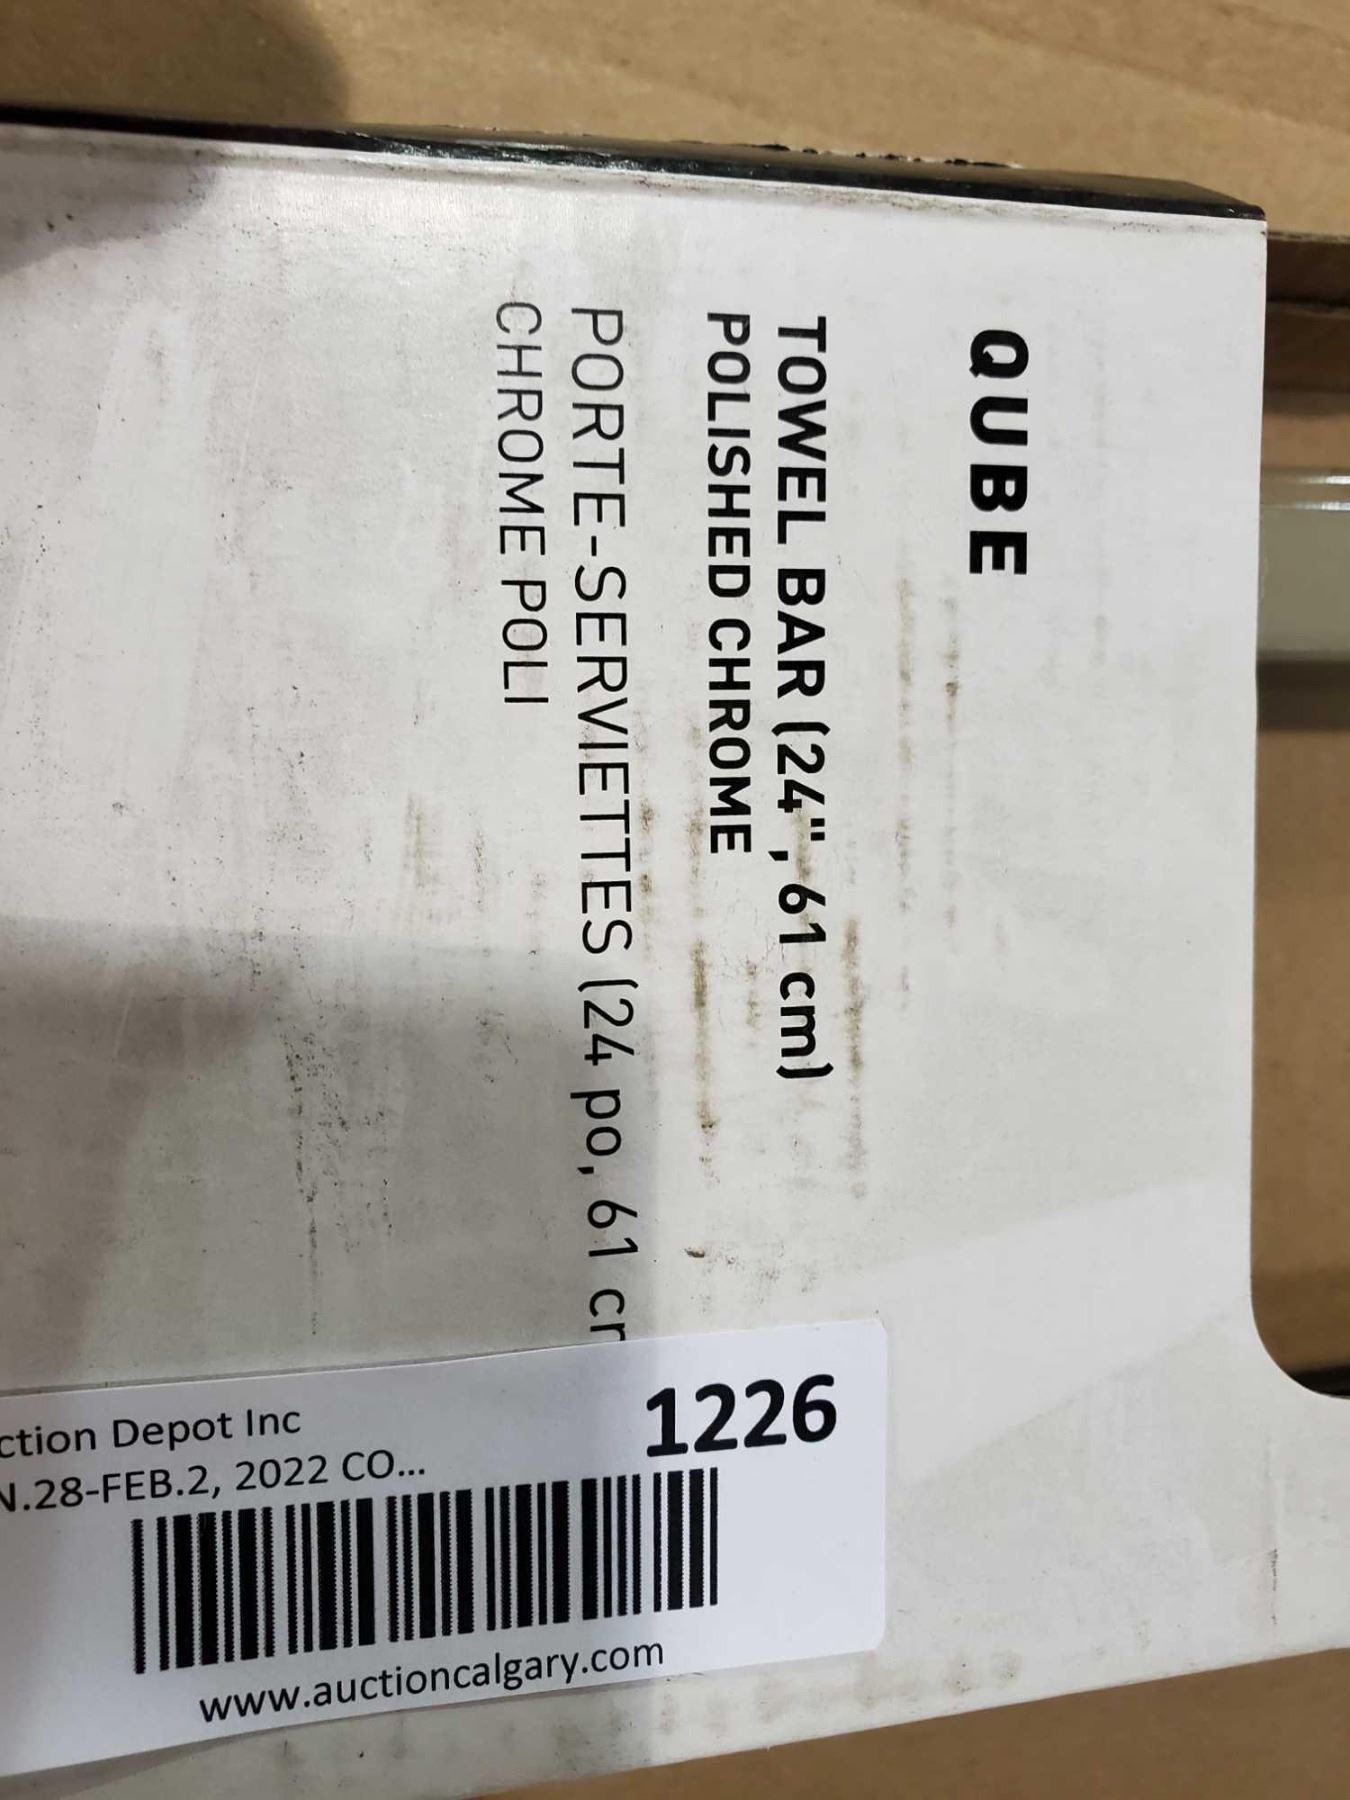 QUBE
TOWEL BAR (24", 61 cm)
POLISHED CHROME
PORTE-SERVIETTES (24 po, 61 cr
CHROME POLI
1226
ction Depot Inc
N.28-FEB.2, 2022 CO...
www.auctioncalgary.com